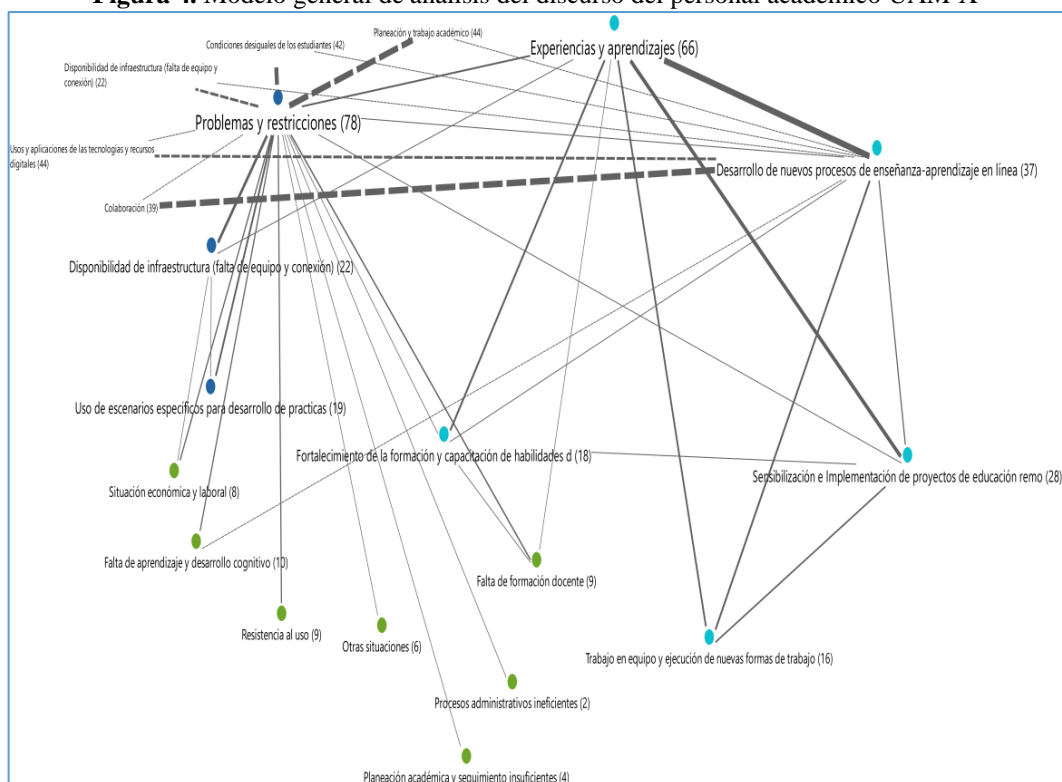 Figura 4. Modelo general de análisis del discurso del personal académico UAM-X
Planeación y trabajo académico (44)
Condiciones desiguales de los estudiantes (42)
Experiencias y aprendizajes (66)
Disponibilidad de infraestructura (falta de equipo y
conexión) (22)
Problemas y restricciones (78)
Usos y aplicaciones de las tecnologías y recursos
digitales (44)
Desarrollo de nuevos procesos de enseñanza-aprendizaje en línea (37)
Colaboración (39)
Disponibilidad de infraestructura (falta de equipo y conexión) (22)
Uso de escenarios específicos para desarrollo de practicas (19)
Fortalecimiento de la formación y capacitación de habilidades d (18)
Sensibilización e Implementación de proyectos de educación remo (28)
Situación económica y laboral (8)
Falta de aprendizaje y desarrollo cognitivo (10)
Falta de formación docente (9)
Resistencia al uso (9)
Otras situaciones (6)
Trabajo en equipo y ejecución de nuevas formas de trabajo (16)
Procesos administrativos ineficientes (2)
Planeación académica y seguimiento insuficientes (4)